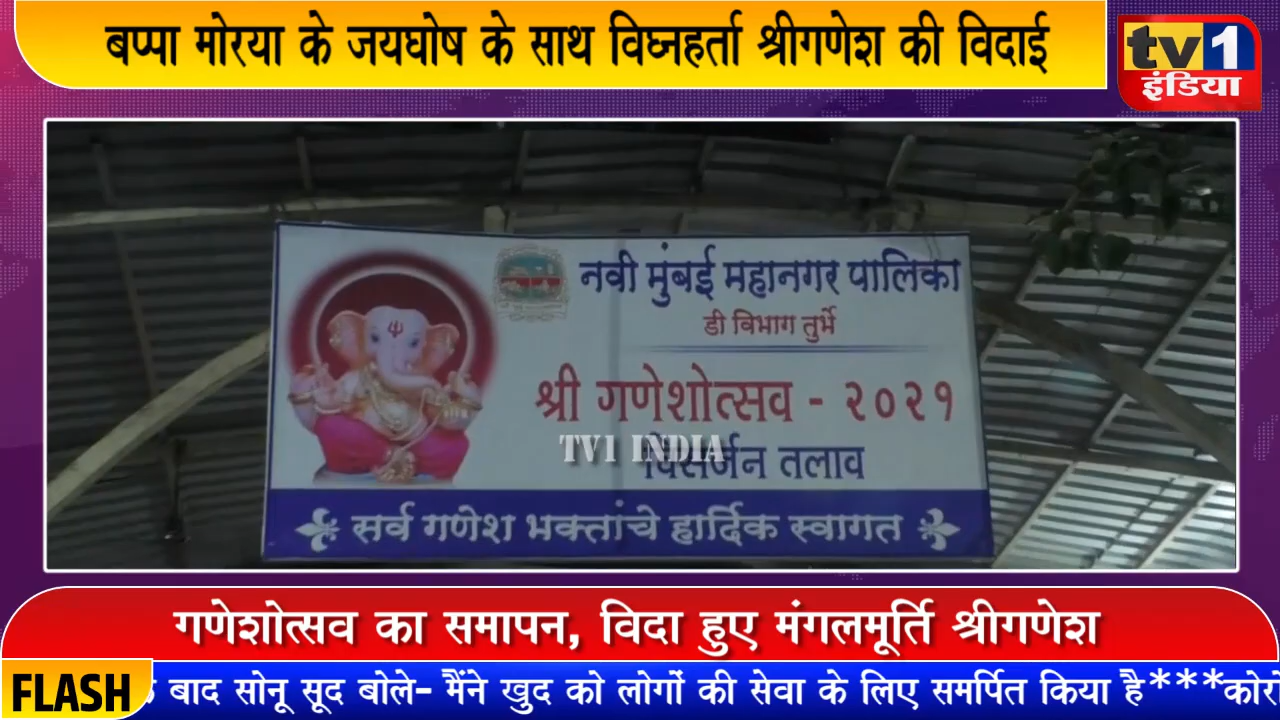 बप्पा मोरया के जयघोष के साथ विघ्नहर्ता श्रीगणेश की विदाई
tv1
इंडिया
नवी मुंबई महानगर पालिका
डी विभाग तुर्भे
श्री गणेशोत्सव - २०२१
TV1 INDIA
विसर्जन तलाव
सर्व गणेश भक्तांचे हार्दिक स्वागत
गणेशोत्सव का समापन, विदा हुए मंगलमूर्ति श्रीगणेश
FLASH
बाद सोनू सूद बोले- मैंने खुद को लोगों की सेवा के लिए समर्पित किया है***